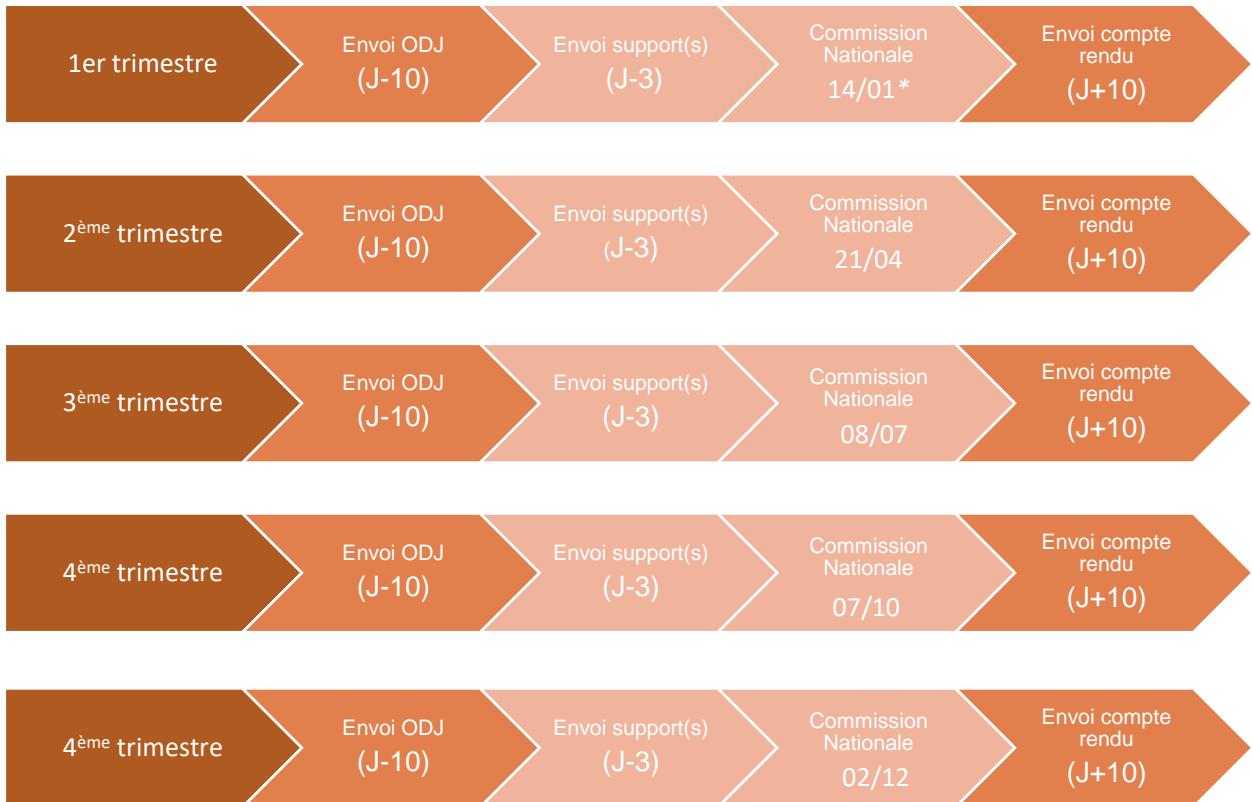 1er trimestre
Envoi ODJ
(J-10)
Envoi support(s)
(J-3)
Commission
Nationale
14/01*
Envoi compte
rendu
(J+10)
2ème trimestre
Envoi ODJ
(J-10)
Envoi support(s)
(J-3)
Commission
Nationale
21/04
Envoi compte
rendu
(J+10)
3ème trimestre
Envoi ODJ
(J-10)
Envoi support(s)
(J-3)
Commission
Nationale
08/07
Envoi compte
rendu
(J+10)
4ème trimestre
Envoi ODJ
(J-10)
Envoi support(s)
(J-3)
Commission
Nationale
07/10
Envoi compte
rendu
(J+10)
4ème trimestre
Envoi ODJ
(J-10)
Envoi support(s)
(J-3)
Commission
Nationale
02/12
Envoi compte
rendu
(J+10)